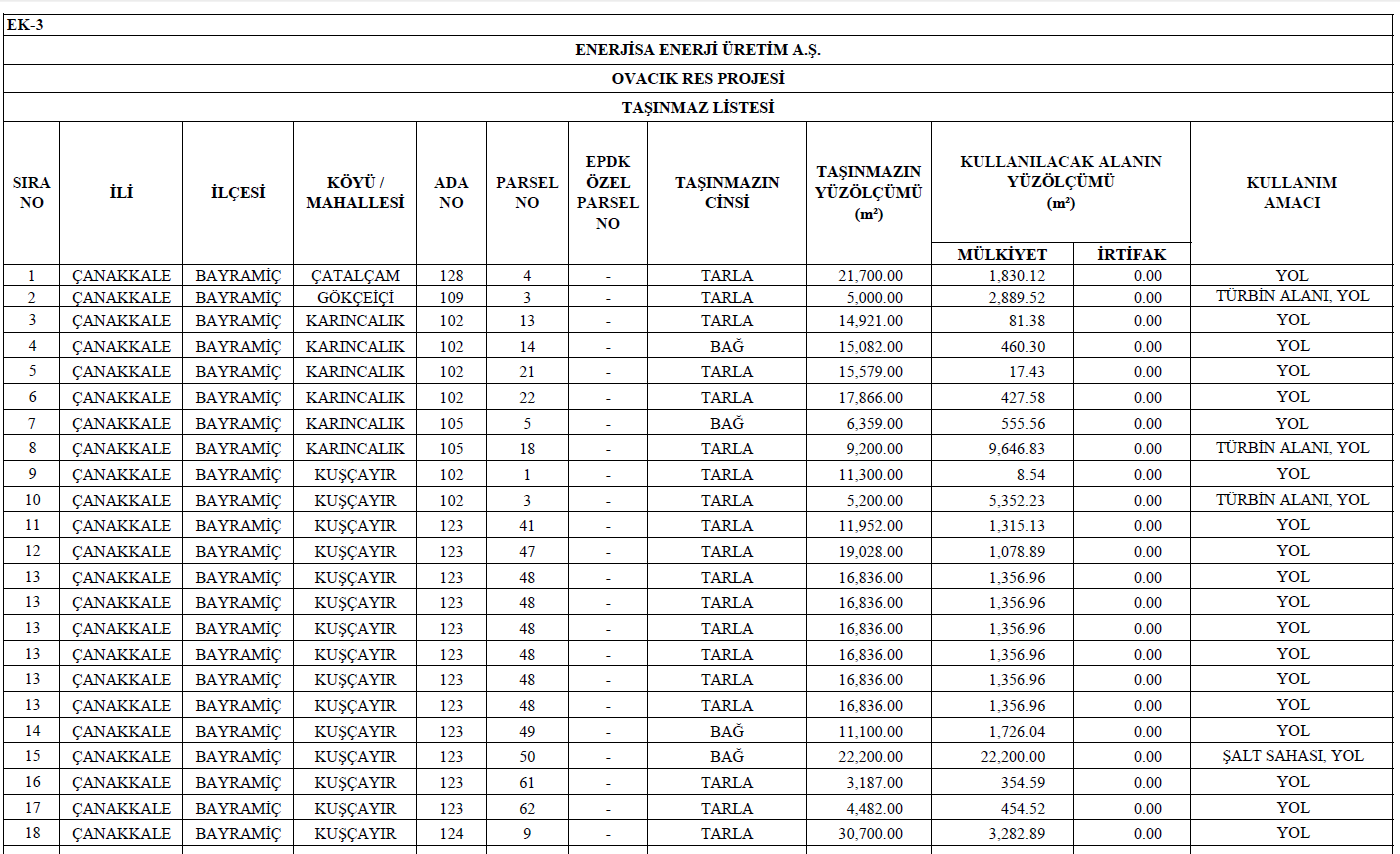 EK-3
ENERJİSA ENERJİ ÜRETİM A.Ş.
OVACIK RES PROJESİ
TAŞINMAZ LİSTESİ
SIRA NO İLİ İLÇESİ KÖYÜ / MAHALLESİ ADA NO PARSEL NO EPDK ÖZEL PARSEL NO TAŞINMAZIN CİNSİ TAŞINMAZIN YÜZÖLÇÜMÜ (m²) KULLANILACAK ALANIN YÜZÖLÇÜMÜ (m²) KULLANIM AMACI
MÜLKİYET İRTİFAK
1 ÇANAKKALE BAYRAMİÇ ÇATALÇAM 128 4 - TARLA 21,700.00 1,830.12 0.00 YOL
2 ÇANAKKALE BAYRAMİÇ GÖKÇEİÇİ 109 3 - TARLA 5,000.00 2,889.52 0.00 TÜRBİN ALANI, YOL
3 ÇANAKKALE BAYRAMİÇ KARINCALIK 102 13 - TARLA 14,921.00 81.38 0.00 YOL
4 ÇANAKKALE BAYRAMİÇ KARINCALIK 102 14 - BAĞ 15,082.00 460.30 0.00 YOL
5 ÇANAKKALE BAYRAMİÇ KARINCALIK 102 21 - TARLA 15,579.00 17.43 0.00 YOL
6 ÇANAKKALE BAYRAMİÇ KARINCALIK 102 22 - TARLA 17,866.00 427.58 0.00 YOL
7 ÇANAKKALE BAYRAMİÇ KARINCALIK 105 5 - BAĞ 6,359.00 555.56 0.00 YOL
8 ÇANAKKALE BAYRAMİÇ KARINCALIK 105 18 - TARLA 9,200.00 9,646.83 0.00 TÜRBİN ALANI, YOL
9 ÇANAKKALE BAYRAMİÇ KUŞÇAYIR 102 1 - TARLA 11,300.00 8.54 0.00 YOL
10 ÇANAKKALE BAYRAMİÇ KUŞÇAYIR 102 3 - TARLA 5,200.00 5,352.23 0.00 TÜRBİN ALANI, YOL
11 ÇANAKKALE BAYRAMİÇ KUŞÇAYIR 123 41 - TARLA 11,952.00 1,315.13 0.00 YOL
12 ÇANAKKALE BAYRAMİÇ KUŞÇAYIR 123 47 - TARLA 19,028.00 1,078.89 0.00 YOL
13 ÇANAKKALE BAYRAMİÇ KUŞÇAYIR 123 48 - TARLA 16,836.00 1,356.96 0.00 YOL
13 ÇANAKKALE BAYRAMİÇ KUŞÇAYIR 123 48 - TARLA 16,836.00 1,356.96 0.00 YOL
13 ÇANAKKALE BAYRAMİÇ KUŞÇAYIR 123 48 - TARLA 16,836.00 1,356.96 0.00 YOL
13 ÇANAKKALE BAYRAMİÇ KUŞÇAYIR 123 48 - TARLA 16,836.00 1,356.96 0.00 YOL
13 ÇANAKKALE BAYRAMİÇ KUŞÇAYIR 123 48 - TARLA 16,836.00 1,356.96 0.00 YOL
13 ÇANAKKALE BAYRAMİÇ KUŞÇAYIR 123 48 - TARLA 16,836.00 1,356.96 0.00 YOL
14 ÇANAKKALE BAYRAMİÇ KUŞÇAYIR 123 49 - BAĞ 11,100.00 1,726.04 0.00 YOL
15 ÇANAKKALE BAYRAMİÇ KUŞÇAYIR 123 50 - BAĞ 22,200.00 22,200.00 0.00 ŞALT SAHASI, YOL
16 ÇANAKKALE BAYRAMİÇ KUŞÇAYIR 123 61 - TARLA 3,187.00 354.59 0.00 YOL
17 ÇANAKKALE BAYRAMİÇ KUŞÇAYIR 123 62 - TARLA 4,482.00 454.52 0.00 YOL
18 ÇANAKKALE BAYRAMİÇ KUŞÇAYIR 124 9 - TARLA 30,700.00 3,282.89 0.00 YOL